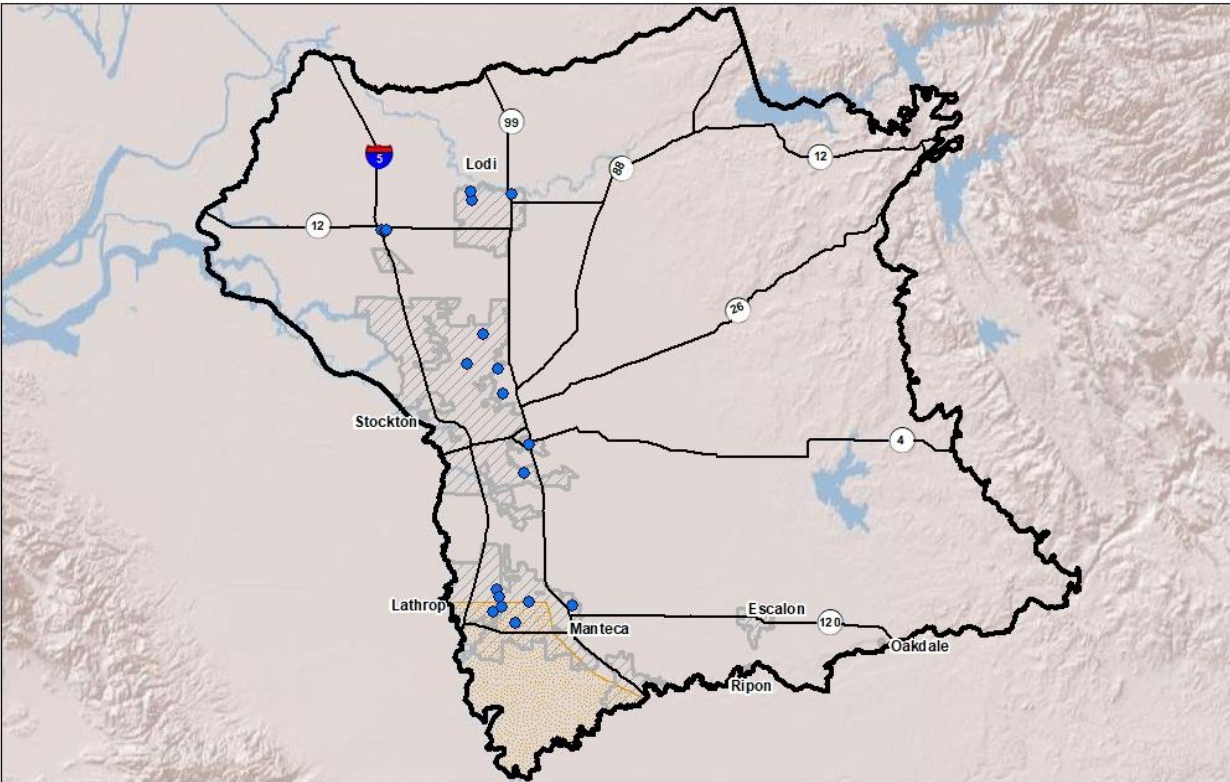 99
5
Lodi
88
12
12
26
Stockton
4
Lathrop
Escalon
120
Manteca
Oakdale
Ripon